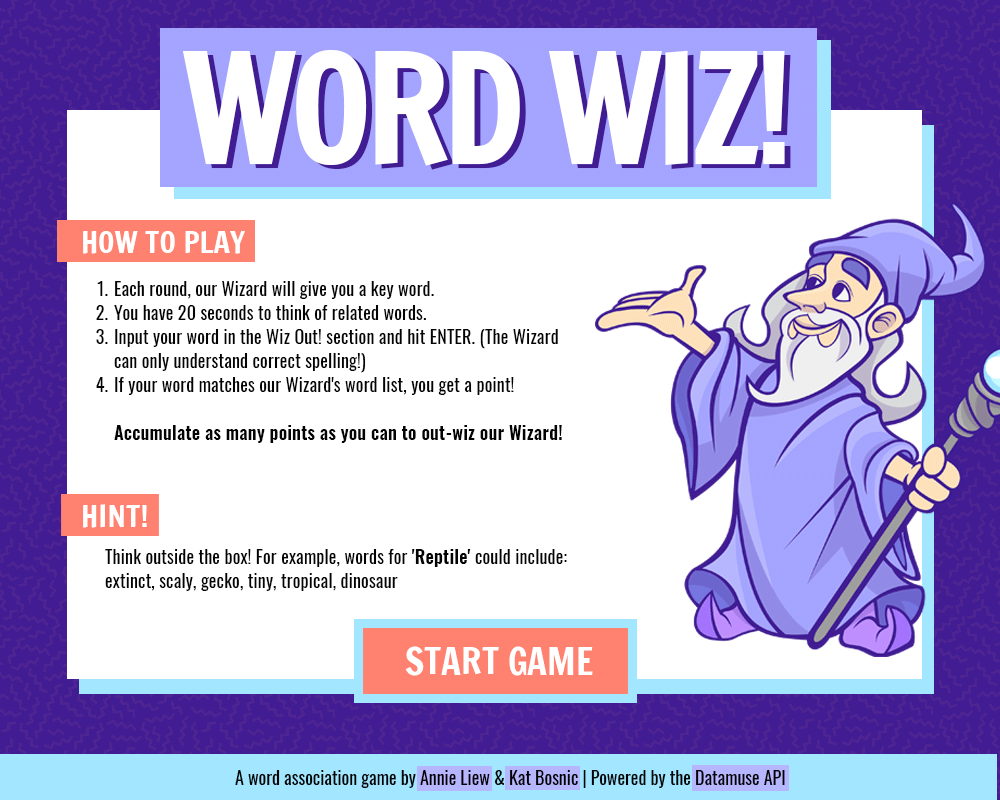 WORD WIZ!
HOW TO PLAY
1. Each round, our Wizard will give you a key word.
2. You have 20 seconds to think of related words.
3. Input your word in the Wiz Out! section and hit ENTER. (The Wizard
can only understand correct spelling!)
4. If your word matches our Wizard's word list, you get a point!
Accumulate as many points as you can to out-wiz our Wizard!
HINT!
Think outside the box! For example, words for 'Reptile' could include:
extinct, scaly, gecko, tiny, tropical, dinosaur
START GAME
A word association game by Annie Liew & Kat Bosnic | Powered by the Datamuse API